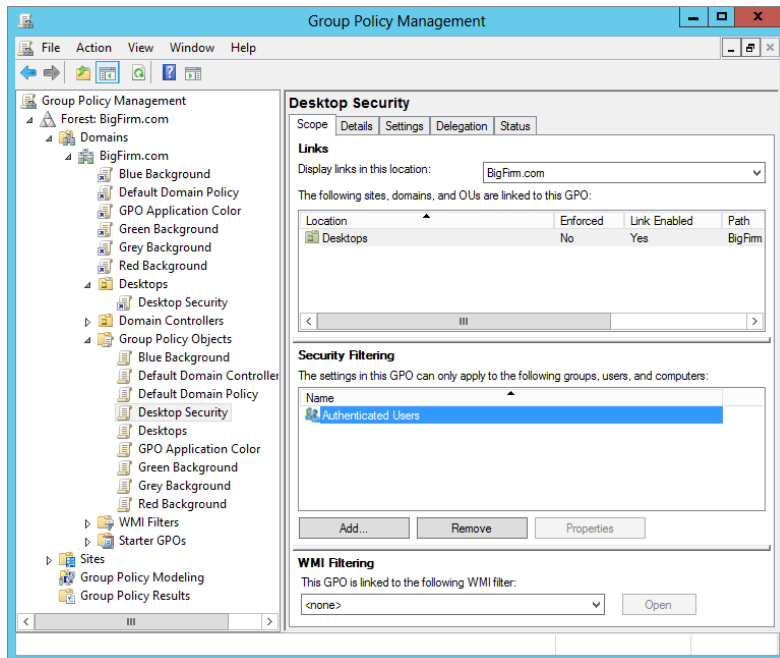 Group Policy Management
File Action View Window Help
Group Policy Management
Forest: BigFirm.com
Domains
BigFirm.com
Blue Background
Default Domain Policy
GPO Application Color
Green Background
Grey Background
Red Background
Desktops
Desktop Security
Domain Controllers
Group Policy Objects
Blue Background
Default Domain Controller
Default Domain Policy
Desktop Security
Desktops
GPO Application Color
Green Background
Grey Background
Red Background
WMI Filters
Starter GPOs
Sites
Group Policy Modeling
Group Policy Results
Desktop Security
Scope Details Settings Delegation Status
Links
Display links in this location: BigFirm.com
The following sites, domains, and OUs are linked to this GPO:
Location Enforced Link Enabled Path
Desktops No Yes BigFirm
Security Filtering
The settings in this GPO can only apply to the following groups, users, and computers:
Name
Authenticated Users
Add... Remove Properties
WMI Filtering
This GPO is linked to the following WMI filter:
<none> Open